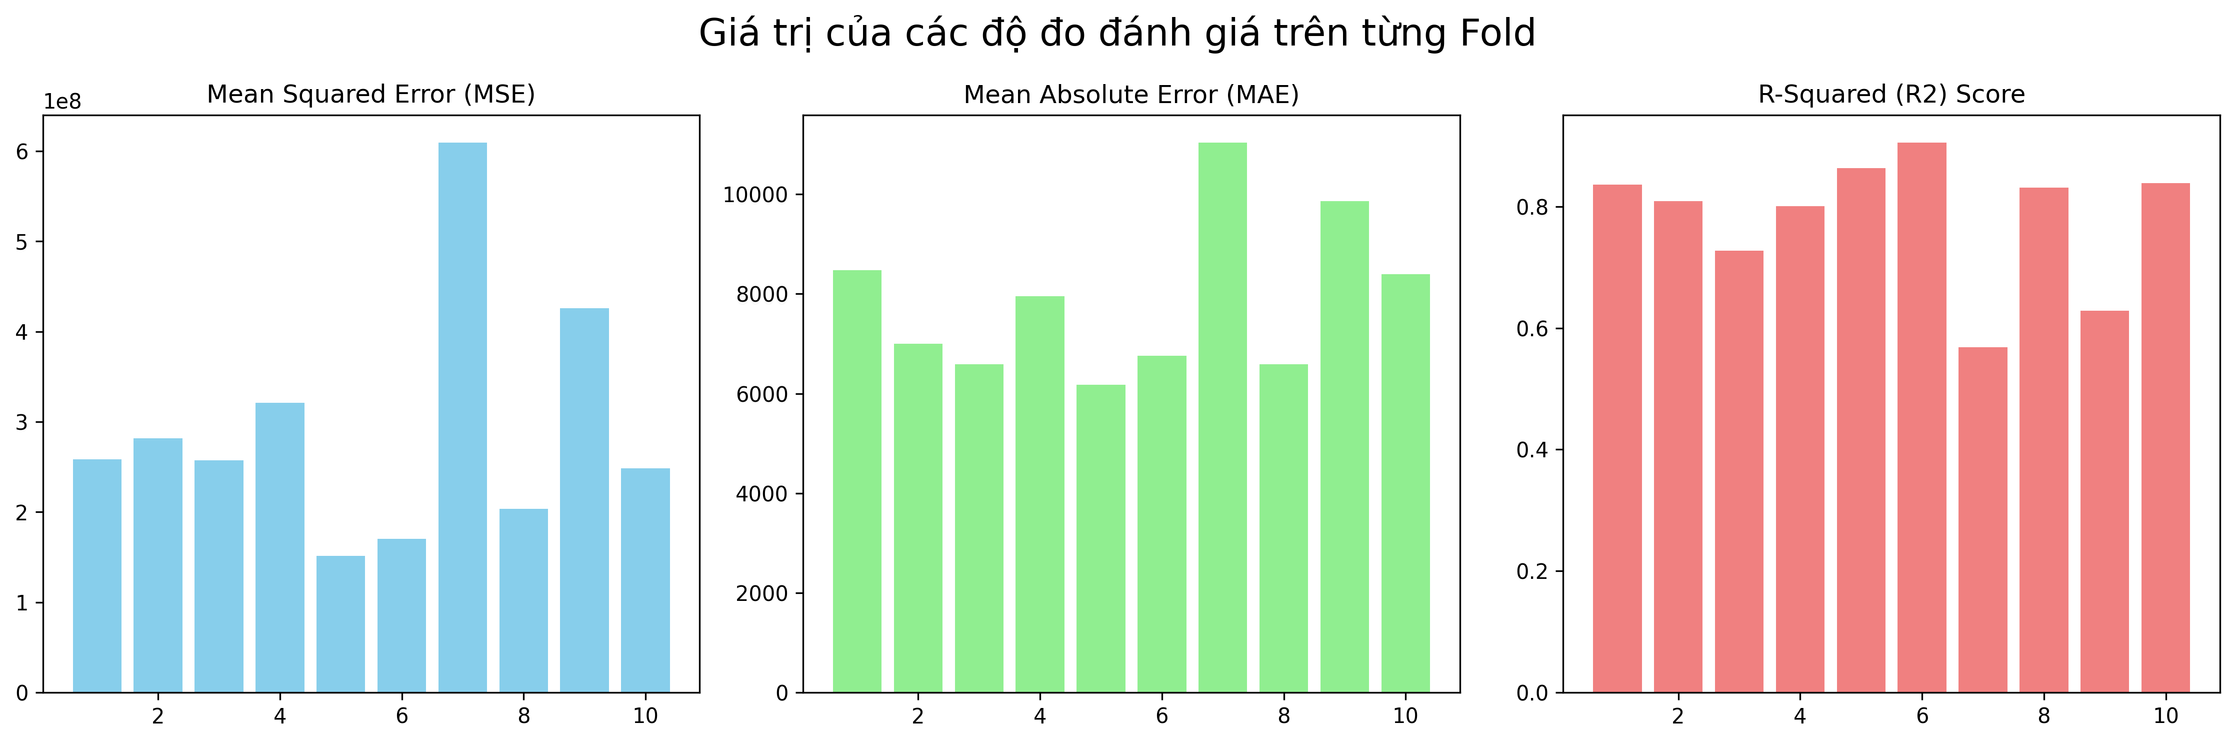 Giá trị của các độ đo đánh giá trên từng Fold
Mean Squared Error (MSE)
1e8
6
5
4
3
2
1
0
2 4 6 8 10
Mean Absolute Error (MAE)
10000
8000
6000
4000
2000
0
2 4 6 8 10
R-Squared (R2) Score
0.8
0.6
0.4
0.2
0.0
2 4 6 8 10